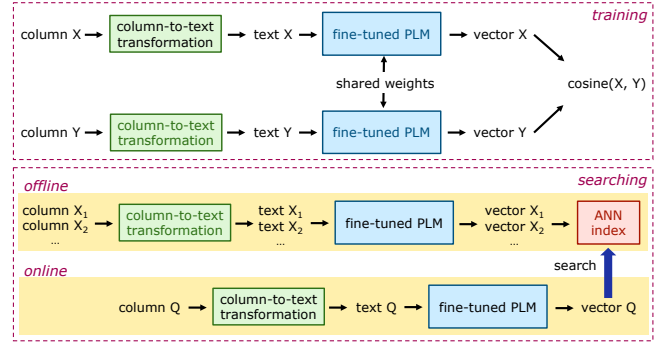 training
column X
column-to-text
transformation
text X
fine-tuned PLM
vector X
shared weights
cosine(X, Y)
column Y
column-to-text
transformation
text Y
fine-tuned PLM
vector Y
searching
offline
column X₁
column X₂
...
column-to-text
transformation
text X₁
text X₂
...
fine-tuned PLM
vector X₁
vector X₂
...
ANN
index
online
search
column Q
column-to-text
transformation
text Q
fine-tuned PLM
vector Q